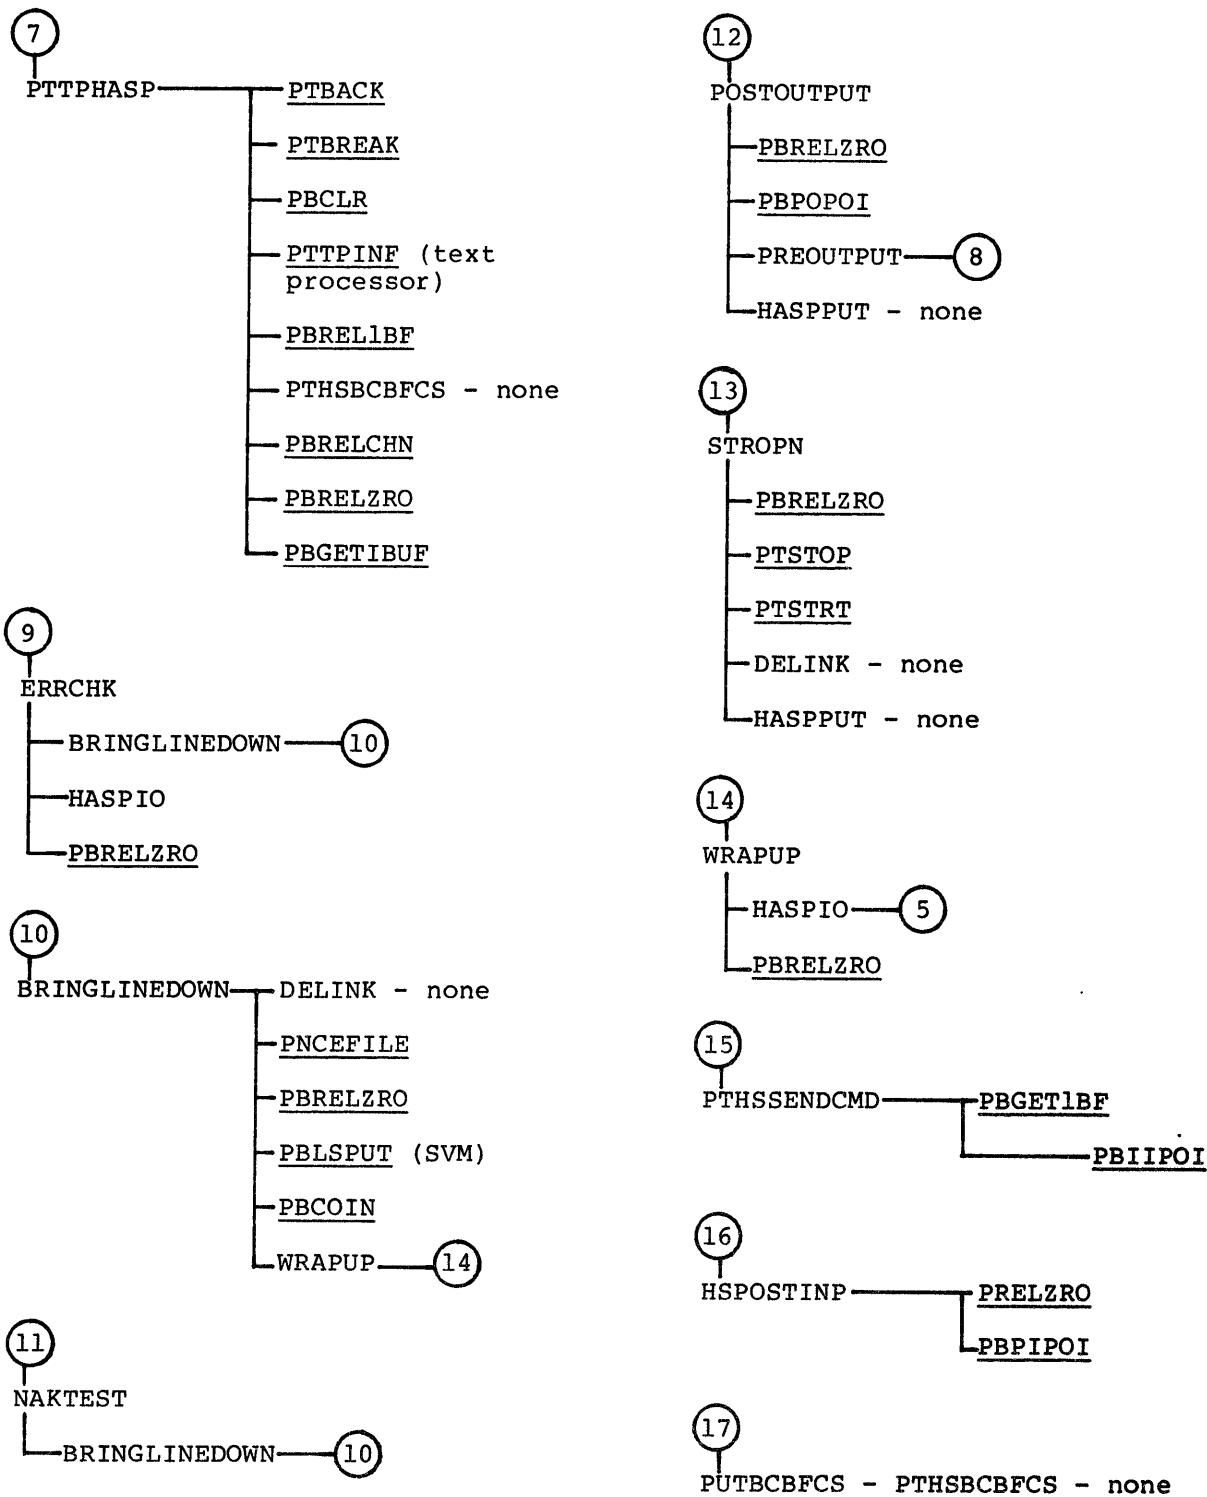 7
PTTPHASP
PTBACK
PTBREAK
PBCLR
PTTPINF (text
processor)
PBREL1BF
PTHSBCBFCS - none
PBRELCHN
PBRELZRO
PBGETIBUF
9
ERRCHK
BRINGLINEDOWN
10
HASPIO
PBRELZRO
10
BRINGLINEDOWN
DELINK - none
PNCEFILE
PBRELZRO
PBLSPUT (SVM)
PBCOIN
WRAPUP
14
11
NAKTEST
BRINGLINEDOWN
10
12
POSTOUTPUT
PBRELZRO
PBPOPOI
PREOUTPUT
8
HASPPUT - none
13
STROPN
PBRELZRO
PTSTOP
PTSTRT
DELINK - none
HASPPUT - none
14
WRAPUP
HASPIO
5
PBRELZRO
15
PTHSSENDCMD
PBGET1BF
PBIIPOI
16
HSPOSTINP
PRELZRO
PBPIPOI
17
PUTBCBFCS - PTHSBCBFCS - none